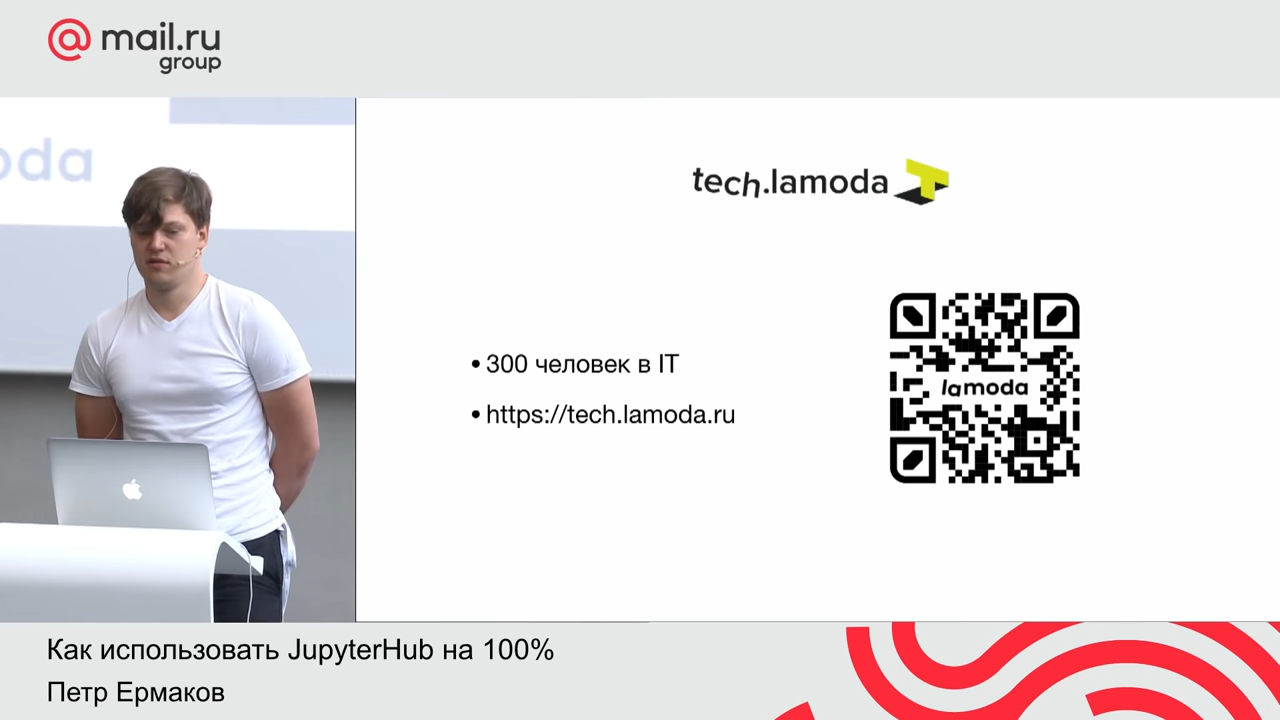 @mail.ru
group
oda
tech.lamoda
• 300 человек в IT
• https://tech.lamoda.ru
lamoda
Как использовать JupyterHub на 100%
Петр Ермаков